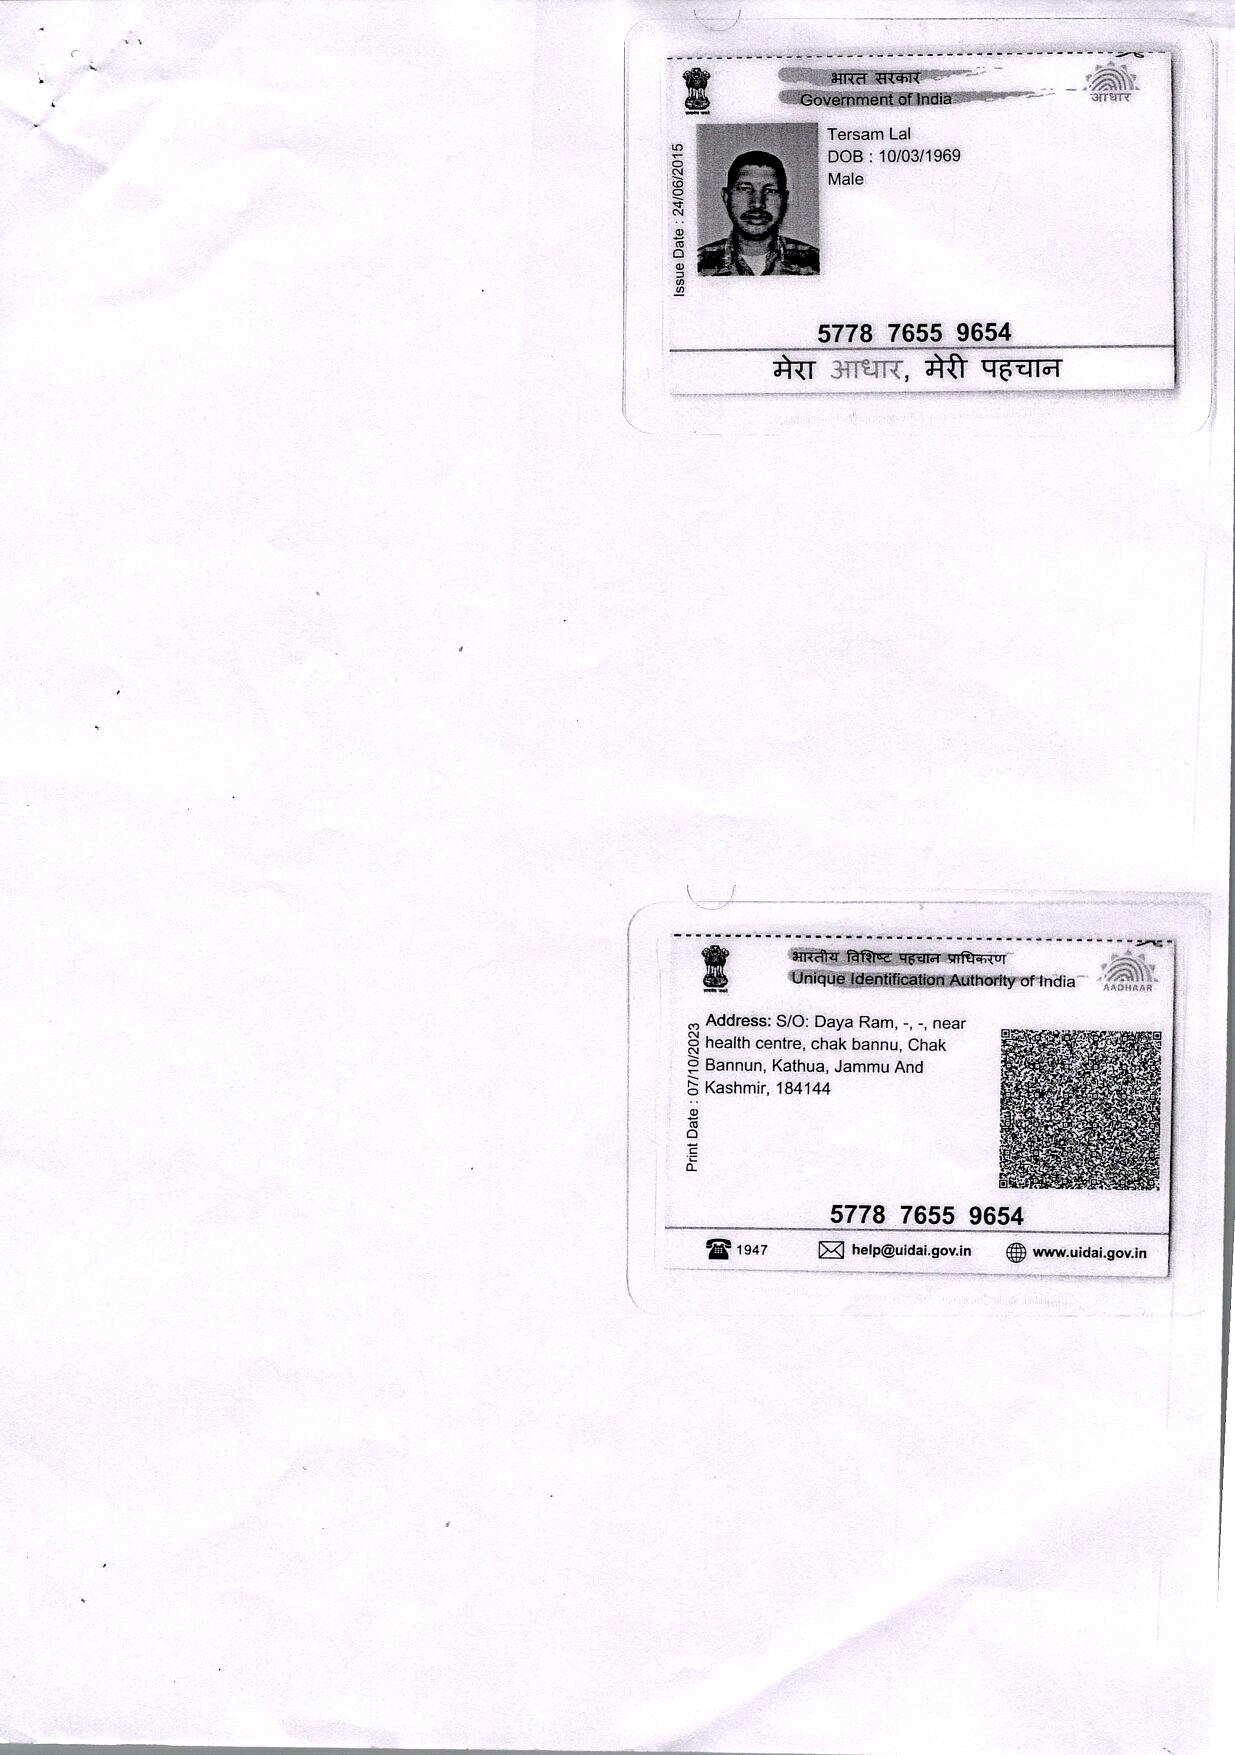 भारत सरकार
Government of India
आधार
Issue Date : 24/06/2015
Tersam Lal
DOB : 10/03/1969
Male
5778 7655 9654
मेरा आधार, मेरी पहचान
भारतीय विशिष्ट पहचान प्राधिकरण
Unique Identification Authority of India
AADHAAR
Print Date : 07/10/2023
Address: S/O: Daya Ram, -, -, near
health centre, chak bannu, Chak
Bannun, Kathua, Jammu And
Kashmir, 184144
5778 7655 9654
1947
help@uidai.gov.in
www.uidai.gov.in